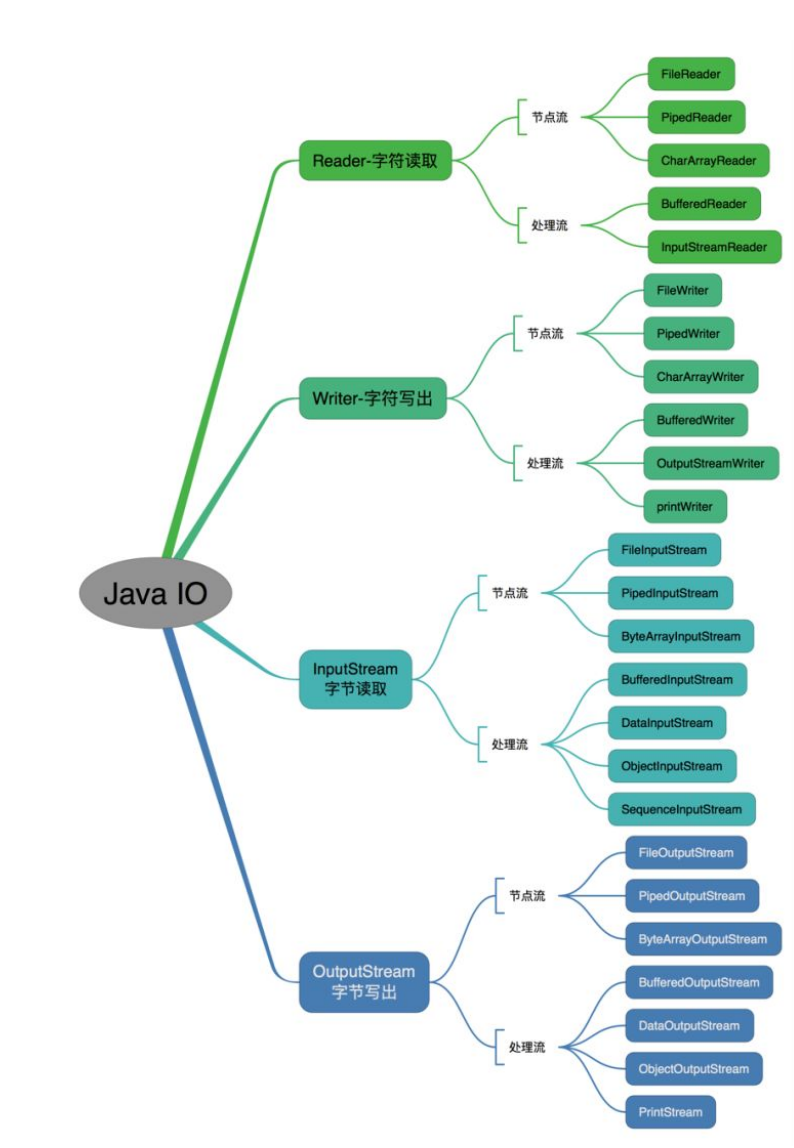 FileReader
节点流
PipedReader
CharArrayReader
Reader-字符读取
BufferedReader
处理流
InputStreamReader
FileWriter
节点流
PipedWriter
CharArrayWriter
Writer-字符写出
BufferedWriter
处理流
OutputStreamWriter
printWriter
Java IO
FileInputStream
节点流
PipedInputStream
ByteArrayInputStream
InputStream
字节读取
BufferedInputStream
DataInputStream
处理流
ObjectInputStream
SequenceInputStream
FileOutputStream
节点流
PipedOutputStream
ByteArrayOutputStream
OutputStream
字节写出
BufferedOutputStream
DataOutputStream
处理流
ObjectOutputStream
PrintStream